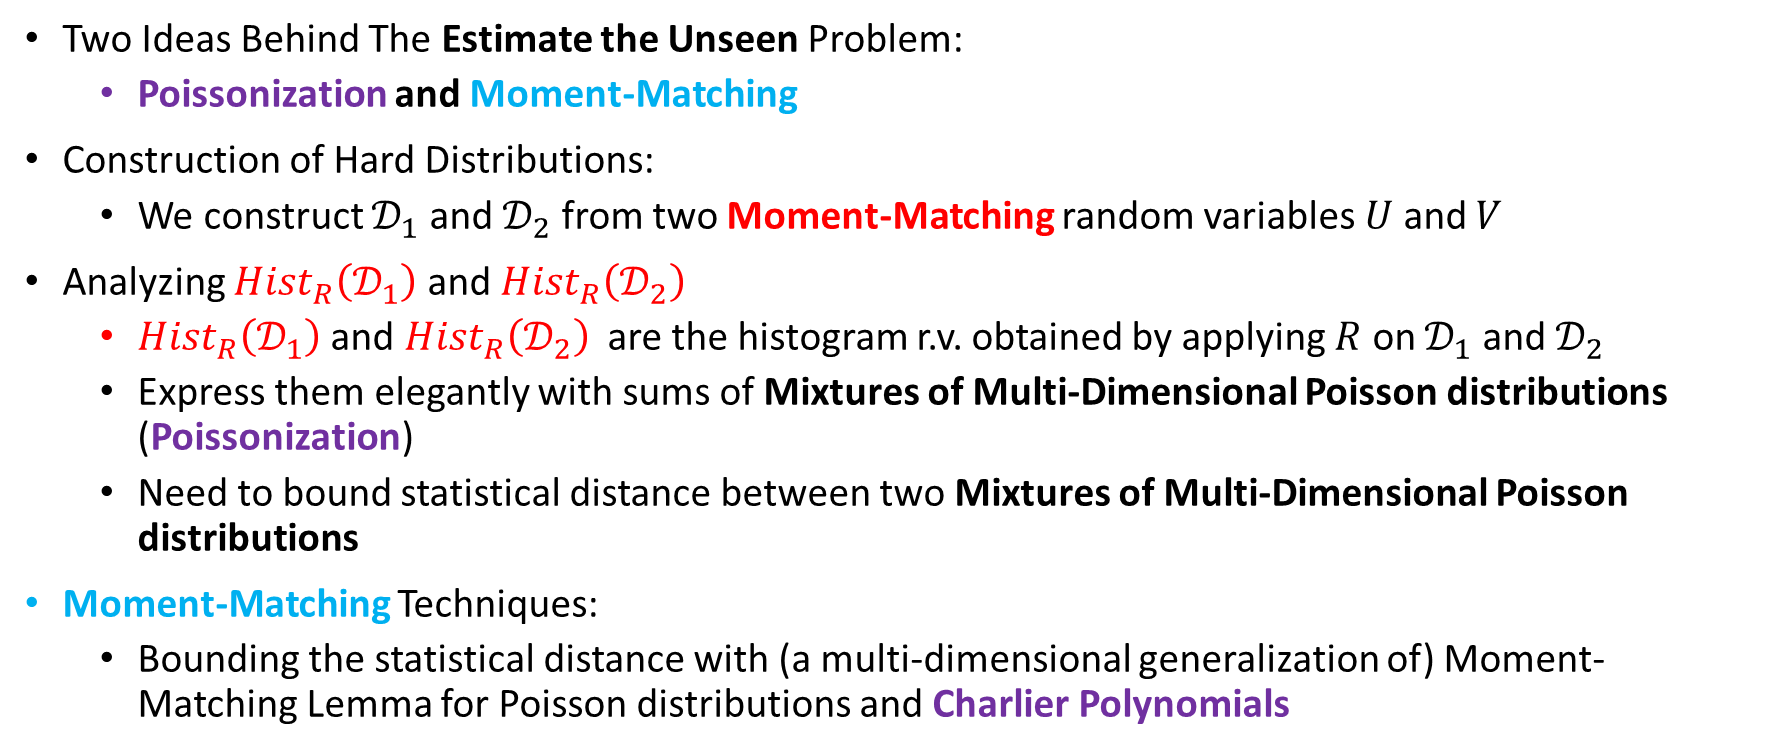 • Two Ideas Behind The Estimate the Unseen Problem:
• Poissonization and Moment-Matching
• Construction of Hard Distributions:
• We construct 𝒟₁ and 𝒟₂ from two Moment-Matching random variables U and V
• Analyzing Hist_R(𝒟₁) and Hist_R(𝒟₂)
• Hist_R(𝒟₁) and Hist_R(𝒟₂) are the histogram r.v. obtained by applying R on 𝒟₁ and 𝒟₂
• Express them elegantly with sums of Mixtures of Multi-Dimensional Poisson distributions
(Poissonization)
• Need to bound statistical distance between two Mixtures of Multi-Dimensional Poisson
distributions
• Moment-Matching Techniques:
• Bounding the statistical distance with (a multi-dimensional generalization of) Moment-
Matching Lemma for Poisson distributions and Charlier Polynomials